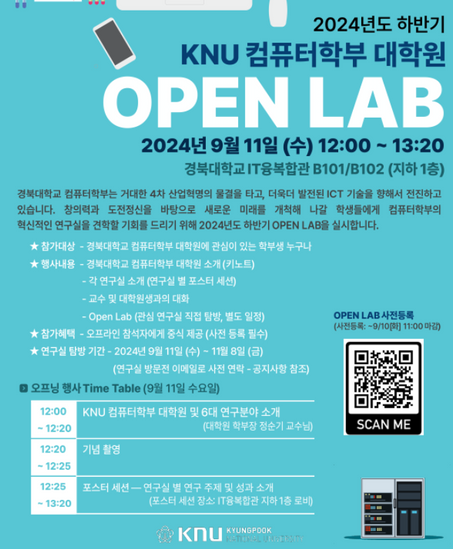 2024년도 하반기
KNU 컴퓨터학부 대학원
OPEN LAB
2024년 9월 11일 (수) 12:00 ~ 13:20
경북대학교 IT융복합관 B101/B102 (지하 1층)
경북대학교 컴퓨터학부는 거대한 4차 산업혁명의 물결을 타고, 더욱더 발전된 ICT 기술을 향해서 전진하고
있습니다. 창의력과 도전정신을 바탕으로 새로운 미래를 개척해 나갈 학생들에게 컴퓨터학부의
혁신적인 연구실을 견학할 기회를 드리기 위해 2024년도 하반기 OPEN LAB을 실시합니다.
★ 참가대상 - 경북대학교 컴퓨터학부 대학원에 관심이 있는 학부생 누구나
★ 행사내용 - 경북대학교 컴퓨터학부 대학원 소개 (키노트)
- 각 연구실 소개 (연구실 별 포스터 세션)
- 교수 및 대학원생과의 대화
- Open Lab (관심 연구실 직접 탐방, 별도 일정)
★ 참가혜택 - 오프라인 참석자에게 중식 제공 (사전 등록 필수)
★ 연구실 탐방 기간 - 2024년 9월 11일 (수) ~ 11월 8일 (금)
(연구실 방문전 이메일로 사전 연락 - 공지사항 참조)
OPEN LAB 사전등록
(사전등록: ~9/10[화] 11:00 마감)
SCAN ME
오프닝 행사 Time Table (9월 11일 수요일)
12:00 ~ 12:20 KNU 컴퓨터학부 대학원 및 6대 연구분야 소개
(대학원 학부장 정순기 교수님)
12:20 ~ 12:25 기념 촬영
12:25 ~ 13:20 포스터 세션 — 연구실 별 연구 주제 및 성과 소개
(포스터 세션 장소: IT융복합관 지하 1층 로비)
KNU KYUNGPOOK